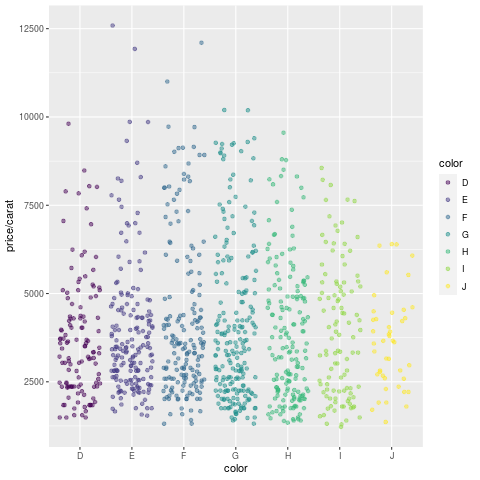 12500
10000
7500
5000
2500
price/carat
D E F G H I J
color
color
D
E
F
G
H
I
J